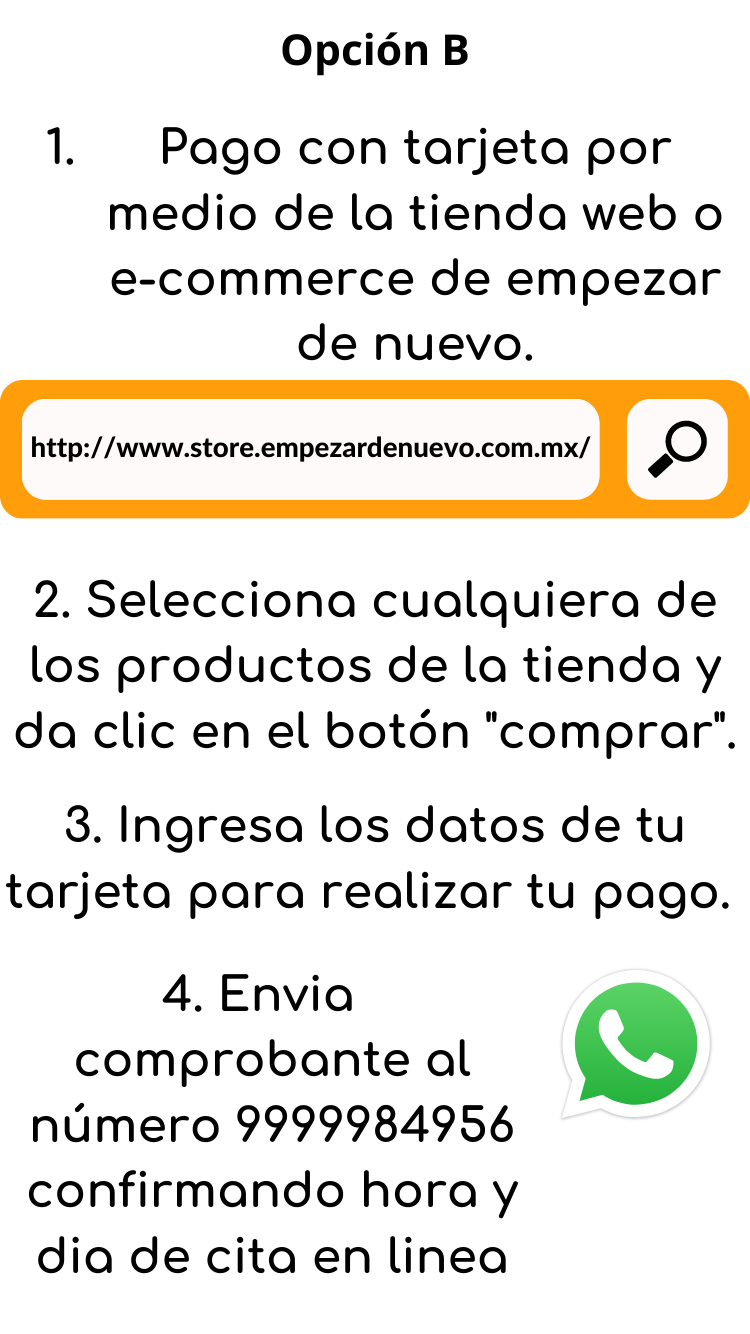 Opción B
1. Pago con tarjeta por
medio de la tienda web o
e-commerce de empezar
de nuevo.
http://www.store.empezardenuevo.com.mx/
2. Selecciona cualquiera de
los productos de la tienda y
da clic en el botón "comprar".
3. Ingresa los datos de tu
tarjeta para realizar tu pago.
4. Envia
comprobante al
número 9999984956
confirmando hora y
dia de cita en linea